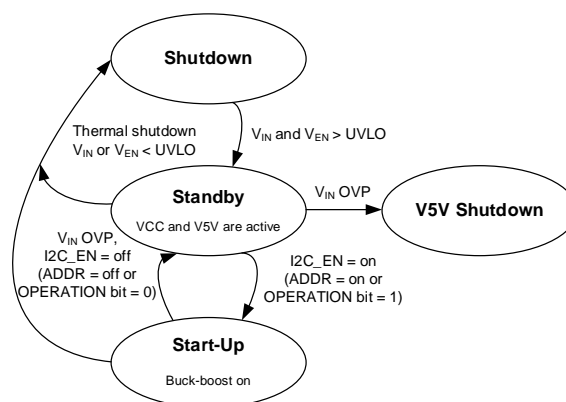 Shutdown
Thermal shutdown
VIN or VEN < UVLO
VIN and VEN > UVLO
Standby
VCC and V5V are active
VIN OVP
V5V Shutdown
VIN OVP,
I2C_EN = off
(ADDR = off or
OPERATION bit = 0)
I2C_EN = on
(ADDR = on or
OPERATION bit = 1)
Start-Up
Buck-boost on